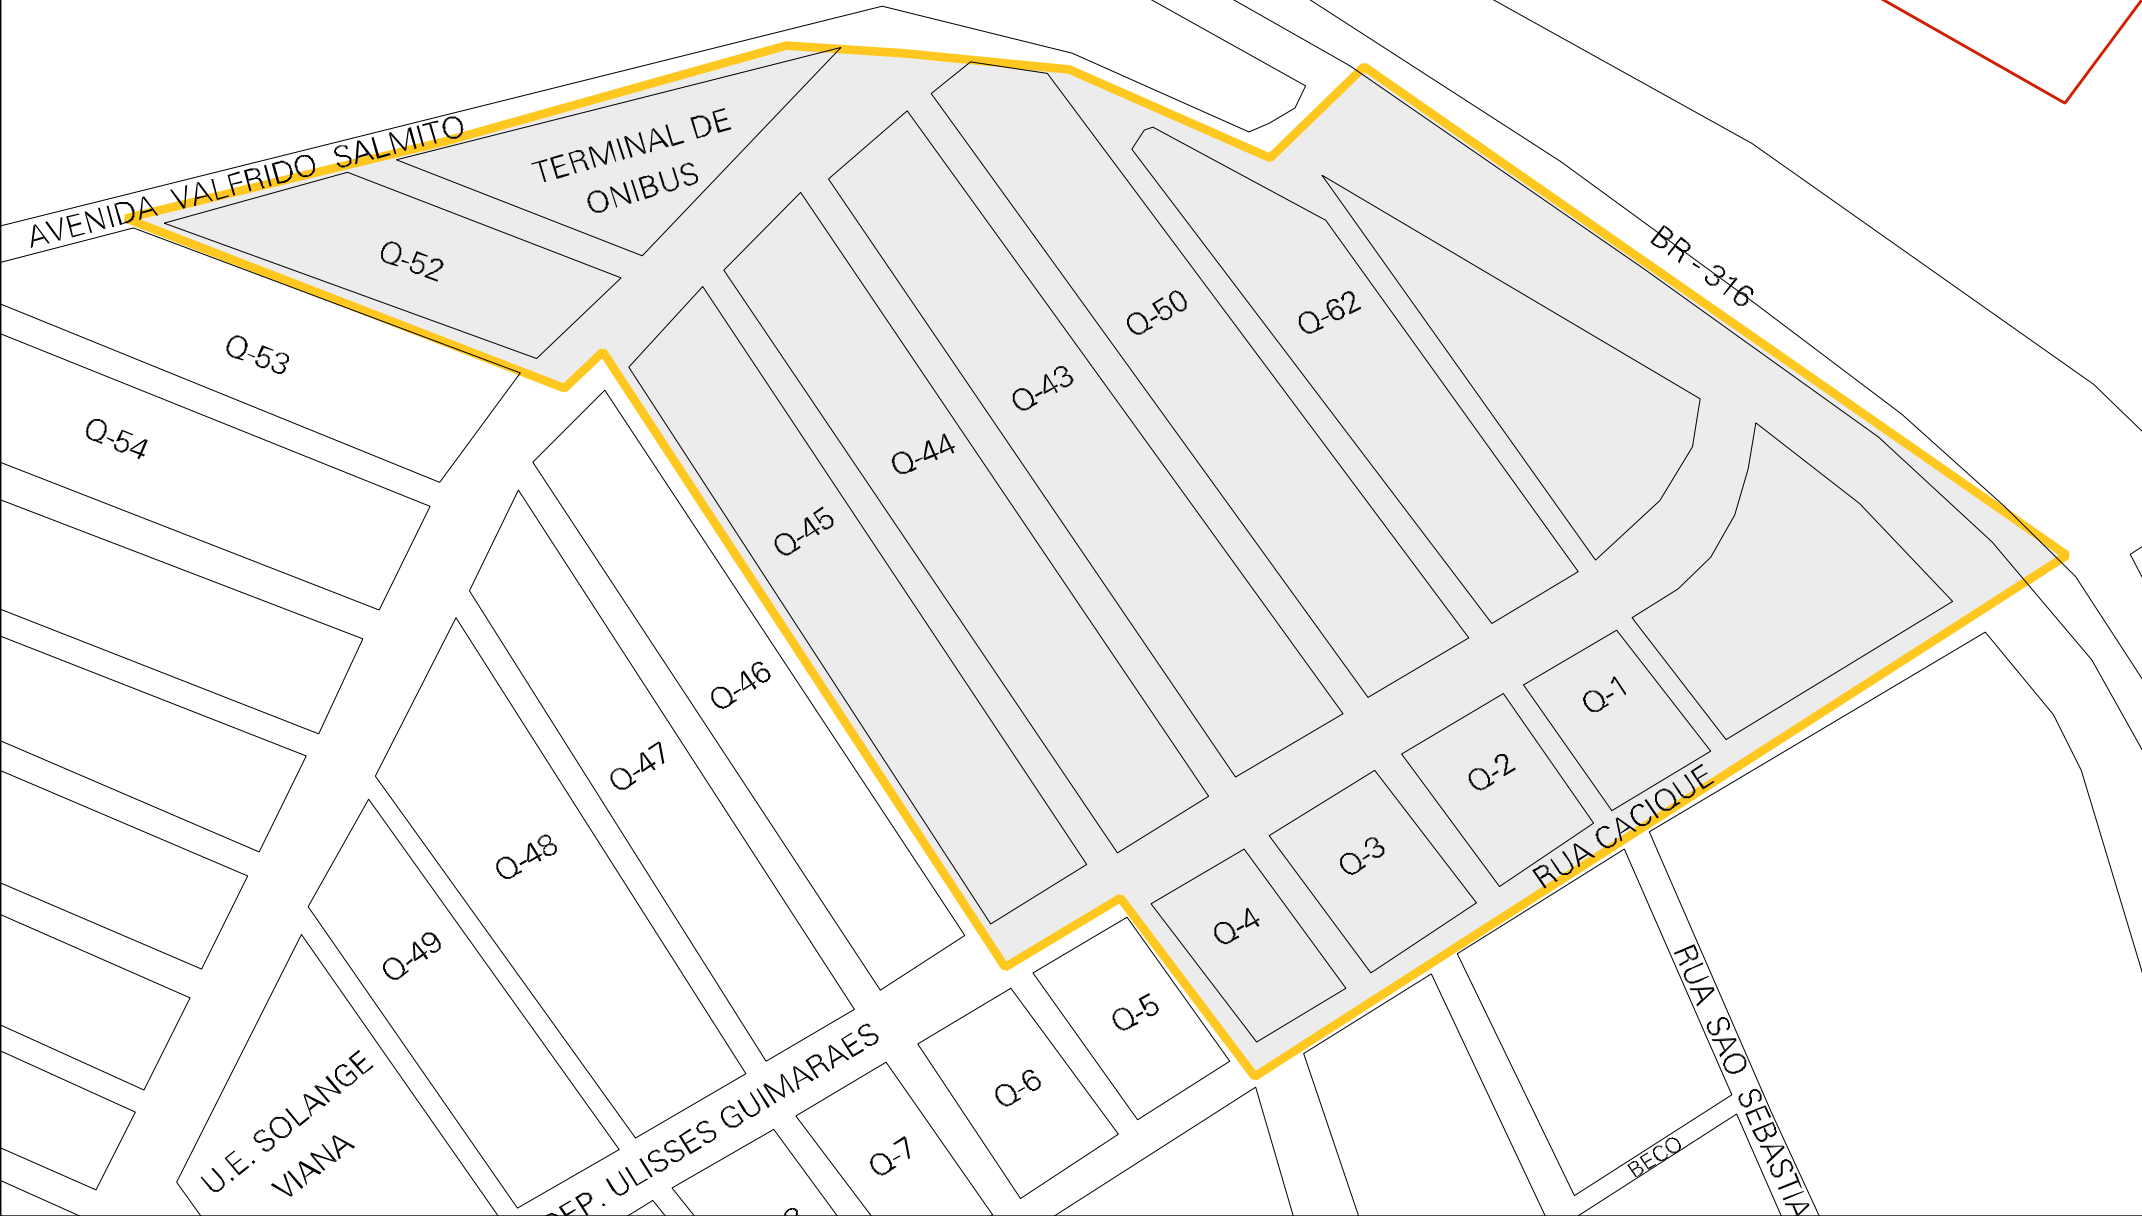 AVENIDA VALFRIDO SALMITO
TERMINAL DE
ONIBUS
Q-52
BR - 316
Q-53
Q-54
Q-62
Q-50
Q-43
Q-44
Q-45
Q-46
Q-47
Q-48
Q-49
Q-1
Q-2
Q-3
Q-4
Q-5
Q-6
Q-7
RUA CACIQUE
RUA SAO SEBASTIA
BECO
U.E. SOLANGE
VIANA
DEP. ULISSES GUIMARAES